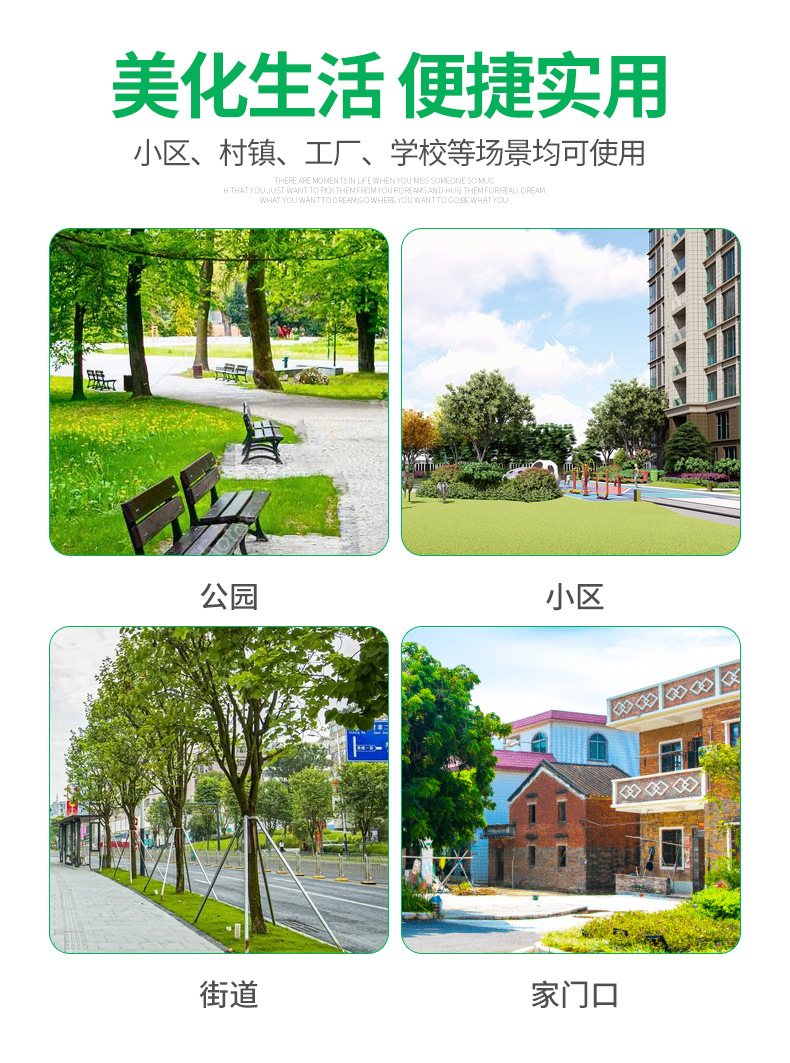 美化生活 便捷实用
小区、村镇、工厂、学校等场景均可使用
THERE ARE MOMENTS IN LIFE WHEN YOU MISS SOMEONE SO MUC
H THAT YOU JUST WANT TO PICK THEM FROM YOUR DREAMS AND HUG THEM FOR REAL! DREAM
WHAT YOU WANT TO DREAM;GO WHERE YOU WANT TO GO;BE WHAT YOU
公园
小区
街道
家门口